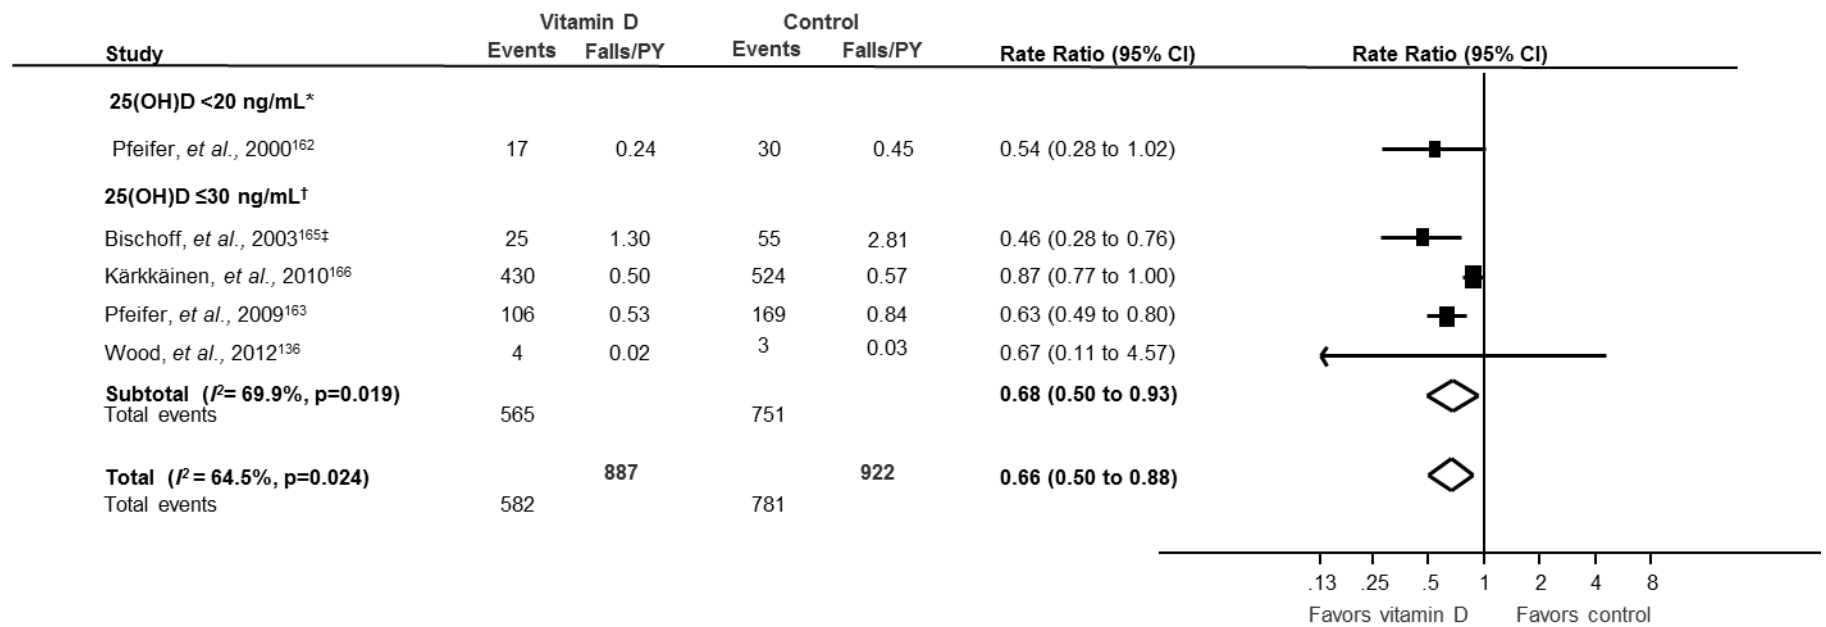 Vitamin D Control
Study Events Falls/PY Events Falls/PY Rate Ratio (95% CI) Rate Ratio (95% CI)
25(OH)D <20 ng/mL*
Pfeifer, et al., 2000¹⁶² 17 0.24 30 0.45 0.54 (0.28 to 1.02)
25(OH)D ≤30 ng/mL†
Bischoff, et al., 2003¹⁶⁵‡ 25 1.30 55 2.81 0.46 (0.28 to 0.76)
Kärkkäinen, et al., 2010¹⁶⁶ 430 0.50 524 0.57 0.87 (0.77 to 1.00)
Pfeifer, et al., 2009¹⁶³ 106 0.53 169 0.84 0.63 (0.49 to 0.80)
Wood, et al., 2012¹³⁶ 4 0.02 3 0.03 0.67 (0.11 to 4.57)
Subtotal (I²= 69.9%, p=0.019) 0.68 (0.50 to 0.93)
Total events 565 751
Total (I² = 64.5%, p=0.024) 887 922 0.66 (0.50 to 0.88)
Total events 582 781
.13 .25 .5 1 2 4 8
Favors vitamin D Favors control